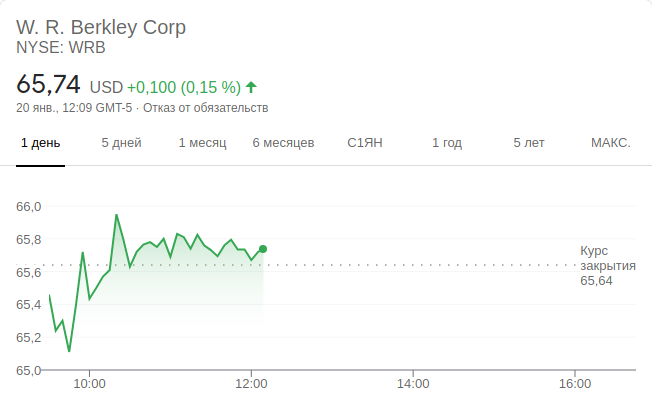 W. R. Berkley Corp
NYSE: WRB
65,74 USD +0,100 (0,15 %)
20 янв., 12:09 GMT-5 · Отказ от обязательств
1 день 5 дней 1 месяц 6 месяцев С1ЯН 1 год 5 лет МАКС.
66,0
65,8
65,6
65,4
65,2
65,0
Курс
закрытия
65,64
10:00 12:00 14:00 16:00